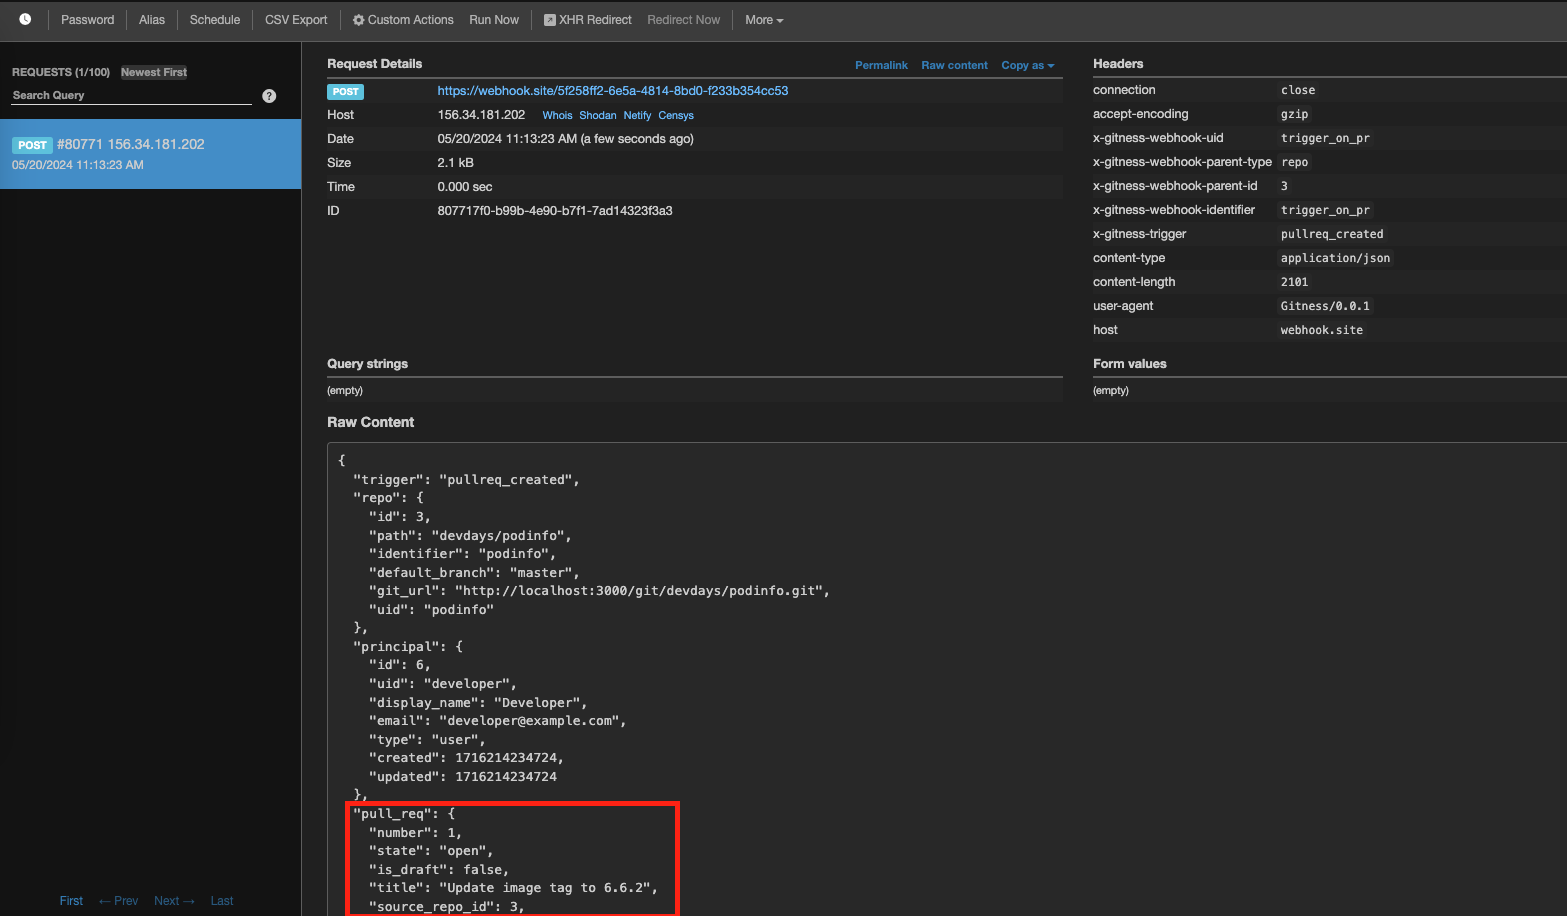 Password Alias Schedule CSV Export Custom Actions Run Now XHR Redirect Redirect Now More
REQUESTS (1/100) Newest First
Search Query
?
POST #80771 156.34.181.202
05/20/2024 11:13:23 AM
First ← Prev Next → Last
Request Details Permalink Raw content Copy as
POST https://webhook.site/5f258ff2-6e5a-4814-8bd0-f233b354cc53
Host 156.34.181.202 Whois Shodan Netify Censys
Date 05/20/2024 11:13:23 AM (a few seconds ago)
Size 2.1 kB
Time 0.000 sec
ID 807717f0-b99b-4e90-b7f1-7ad14323f3a3
Headers
connection close
accept-encoding gzip
x-gitness-webhook-uid trigger_on_pr
x-gitness-webhook-parent-type repo
x-gitness-webhook-parent-id 3
x-gitness-webhook-identifier trigger_on_pr
x-gitness-trigger pullreq_created
content-type application/json
content-length 2101
user-agent Gitness/0.0.1
host webhook.site
Query strings
(empty)
Form values
(empty)
Raw Content
{
"trigger": "pullreq_created",
"repo": {
"id": 3,
"path": "devdays/podinfo",
"identifier": "podinfo",
"default_branch": "master",
"git_url": "http://localhost:3000/git/devdays/podinfo.git",
"uid": "podinfo"
},
"principal": {
"id": 6,
"uid": "developer",
"display_name": "Developer",
"email": "developer@example.com",
"type": "user",
"created": 1716214234724,
"updated": 1716214234724
},
"pull_req": {
"number": 1,
"state": "open",
"is_draft": false,
"title": "Update image tag to 6.6.2",
"source_repo_id": 3,